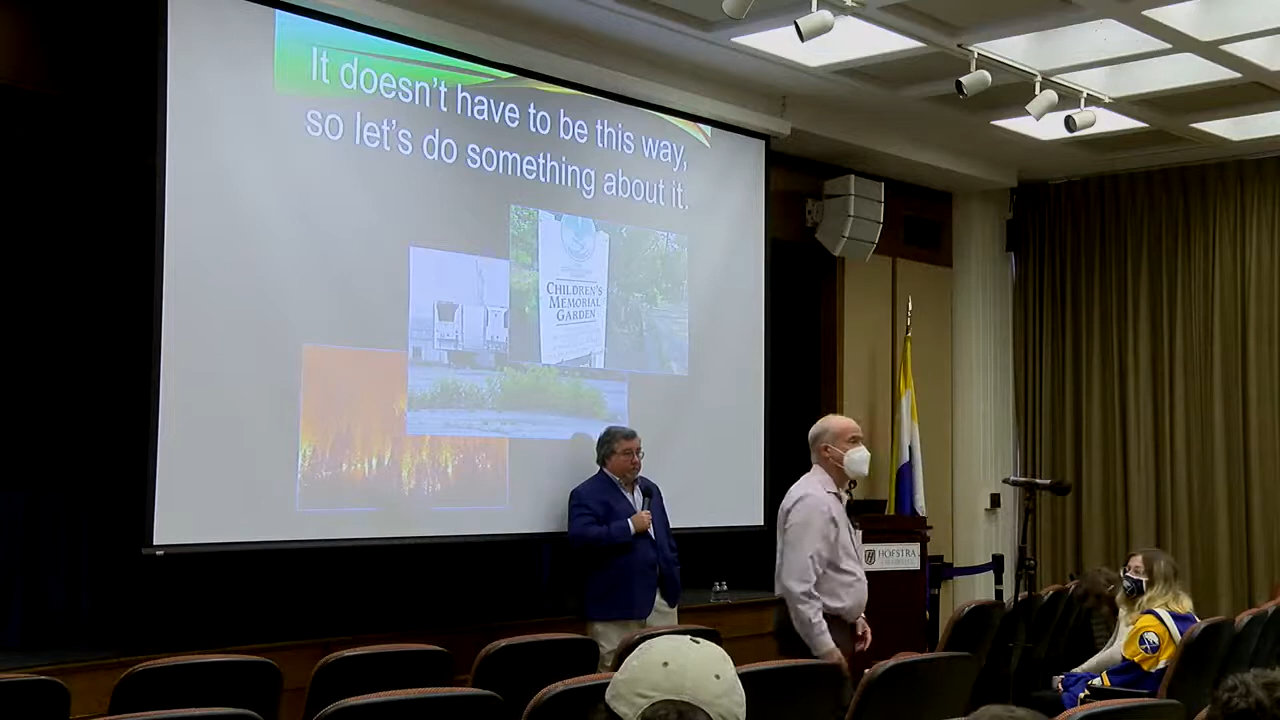 It doesn't have to be this way,
so let's do something about it.
CHILDREN'S
MEMORIAL
GARDEN
HOFSTRA